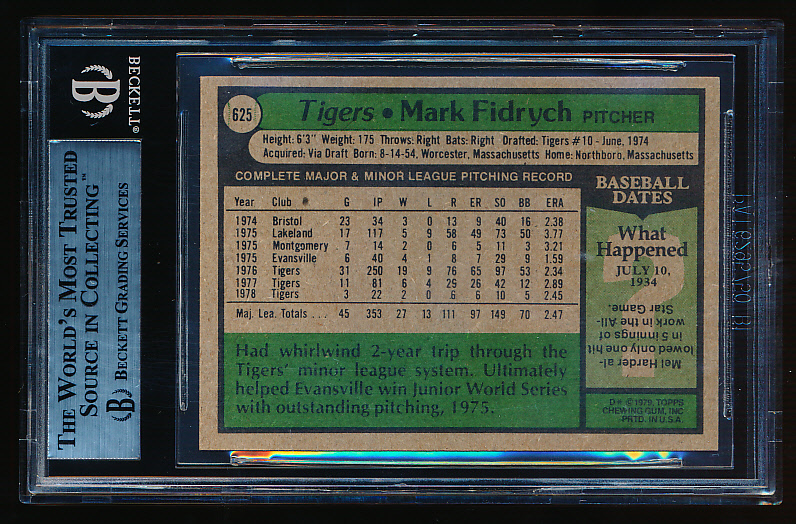 BECKETT®
B
THE WORLD'S MOST TRUSTED
SOURCE IN COLLECTING™
B BECKETT GRADING SERVICES
625
Tigers • Mark Fidrych PITCHER
Height: 6'3" Weight: 175 Throws: Right Bats: Right Drafted: Tigers #10 - June, 1974
Acquired: Via Draft Born: 8-14-54, Worcester, Massachusetts Home: Northboro, Massachusetts
COMPLETE MAJOR & MINOR LEAGUE PITCHING RECORD
Year Club G IP W L R ER SO BB ERA
1974 Bristol 23 34 3 0 13 9 40 16 2.38
1975 Lakeland 17 117 5 9 58 49 73 50 3.77
1975 Montgomery 7 14 2 0 6 5 11 3 3.21
1975 Evansville 6 40 4 1 8 7 29 9 1.59
1976 Tigers 31 250 19 9 76 65 97 53 2.34
1977 Tigers 11 81 6 4 29 26 42 12 2.89
1978 Tigers 3 22 2 0 6 6 10 5 2.45
Maj. Lea. Totals . . . 45 353 27 13 111 97 149 70 2.47
Had whirlwind 2-year trip through the
Tigers' minor league system. Ultimately
helped Evansville win Junior World Series
with outstanding pitching, 1975.
BASEBALL
DATES
What
Happened
JULY 10,
1934
Mel Harder al-
lowed only one hit
in 5 innings of
work in the All-
Star Game.
D★ ©1979, TOPPS
CHEWING GUM, INC
PRTD. IN U.S.A.